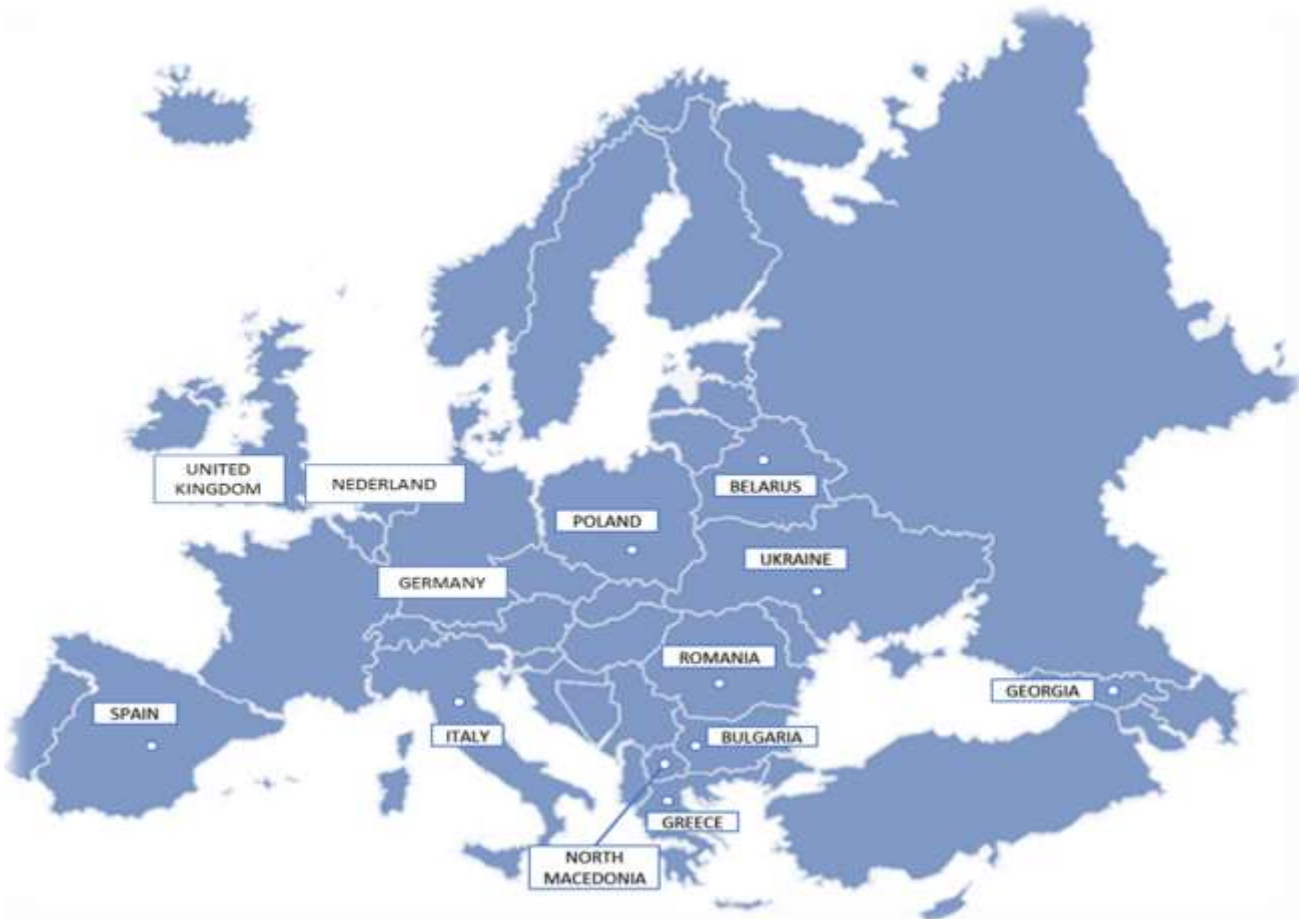 UNITED
KINGDOM
NEDERLAND
BELARUS
POLAND
UKRAINE
GERMANY
ROMANIA
GEORGIA
SPAIN
ITALY
BULGARIA
GREECE
NORTH
MACEDONIA